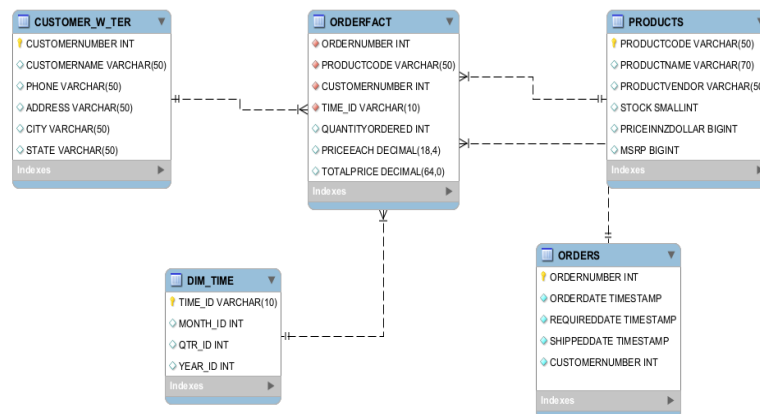 CUSTOMER_W_TER
CUSTOMERNUMBER INT
CUSTOMERNAME VARCHAR(50)
PHONE VARCHAR(50)
ADDRESS VARCHAR(50)
CITY VARCHAR(50)
STATE VARCHAR(50)
Indexes
ORDERFACT
ORDERNUMBER INT
PRODUCTCODE VARCHAR(50)
CUSTOMERNUMBER INT
TIME_ID VARCHAR(10)
QUANTITYORDERED INT
PRICEEACH DECIMAL(18,4)
TOTALPRICE DECIMAL(64,0)
Indexes
PRODUCTS
PRODUCTCODE VARCHAR(50)
PRODUCTNAME VARCHAR(70)
PRODUCTVENDOR VARCHAR(50
STOCK SMALLINT
PRICEINNZDOLLAR BIGINT
MSRP BIGINT
Indexes
DIM_TIME
TIME_ID VARCHAR(10)
MONTH_ID INT
QTR_ID INT
YEAR_ID INT
Indexes
ORDERS
ORDERNUMBER INT
ORDERDATE TIMESTAMP
REQUIREDDATE TIMESTAMP
SHIPPEDDATE TIMESTAMP
CUSTOMERNUMBER INT
Indexes